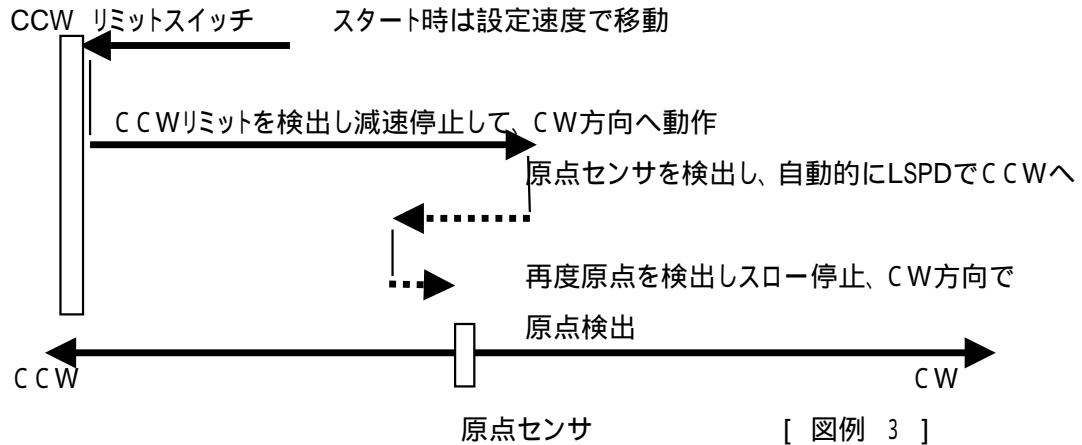 CCW リミットスイッチ スタート時は設定速度で移動
CCWリミットを検出し減速停止して、CW方向へ動作
原点センサを検出し、自動的にLSPDでCCWへ
再度原点を検出しスロー停止、CW方向で
原点検出
CCW CW
原点センサ [ 図例 3 ]